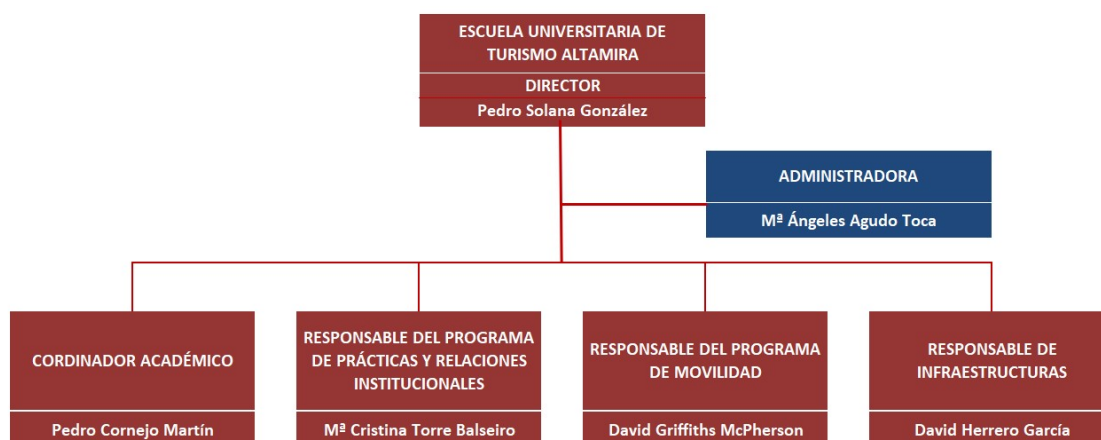 ESCUELA UNIVERSITARIA DE
TURISMO ALTAMIRA
DIRECTOR
Pedro Solana González
ADMINISTRADORA
Mª Ángeles Agudo Toca
CORDINADOR ACADÉMICO
Pedro Cornejo Martín
RESPONSABLE DEL PROGRAMA
DE PRÁCTICAS Y RELACIONES
INSTITUCIONALES
Mª Cristina Torre Balseiro
RESPONSABLE DEL PROGRAMA
DE MOVILIDAD
David Griffiths McPherson
RESPONSABLE DE
INFRAESTRUCTURAS
David Herrero García